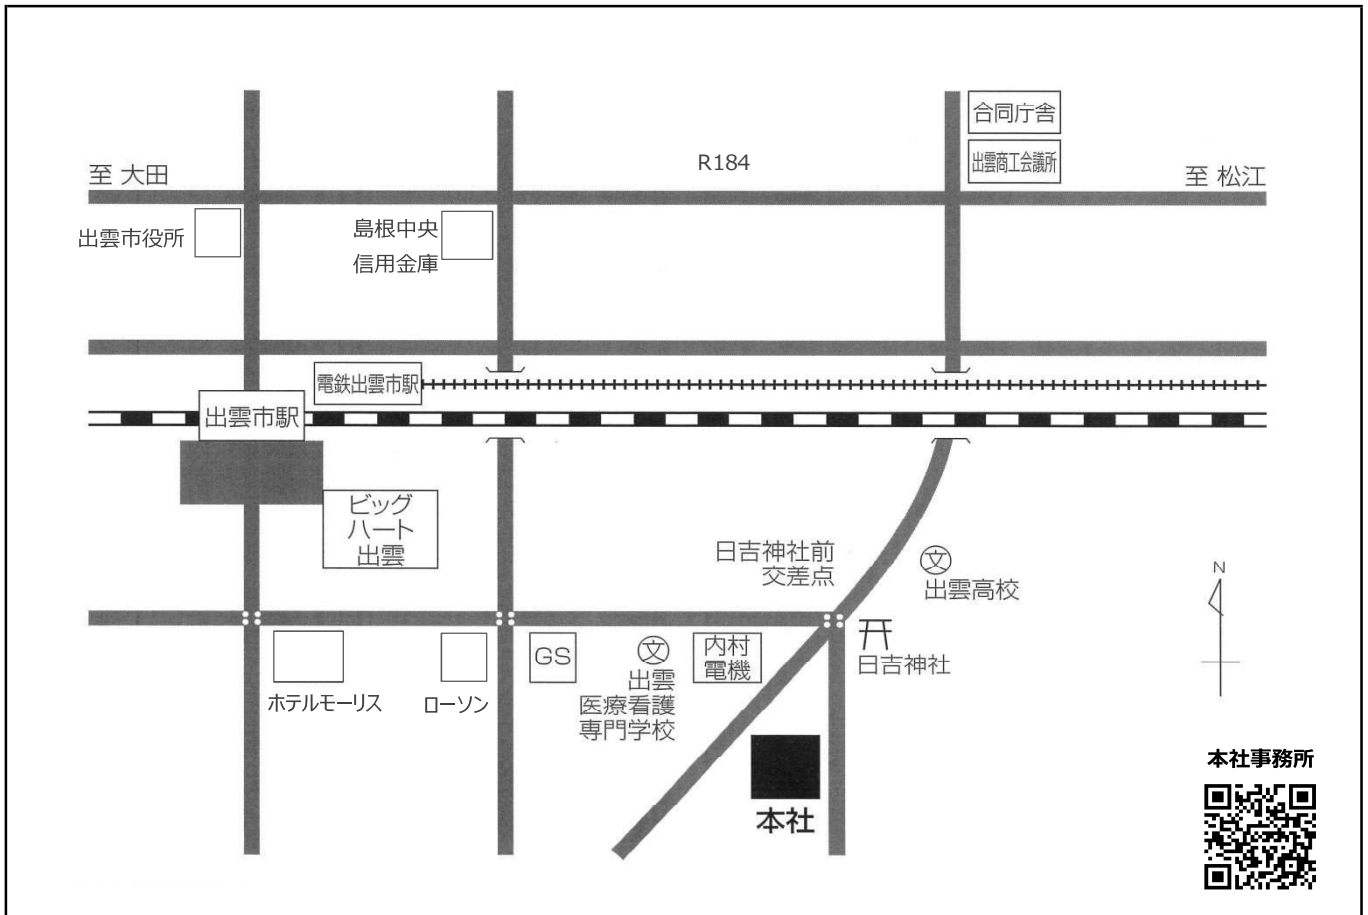 合同庁舎
出雲商工会議所
R184
至 大田
至 松江
出雲市役所
島根中央
信用金庫
電鉄出雲市駅
出雲市駅
ビッグ
ハート
出雲
日吉神社前
交差点
出雲高校
文
N
ホテルモーリス
ローソン
GS
文
出雲
医療看護
専門学校
内村
電機
日吉神社
本社
本社事務所